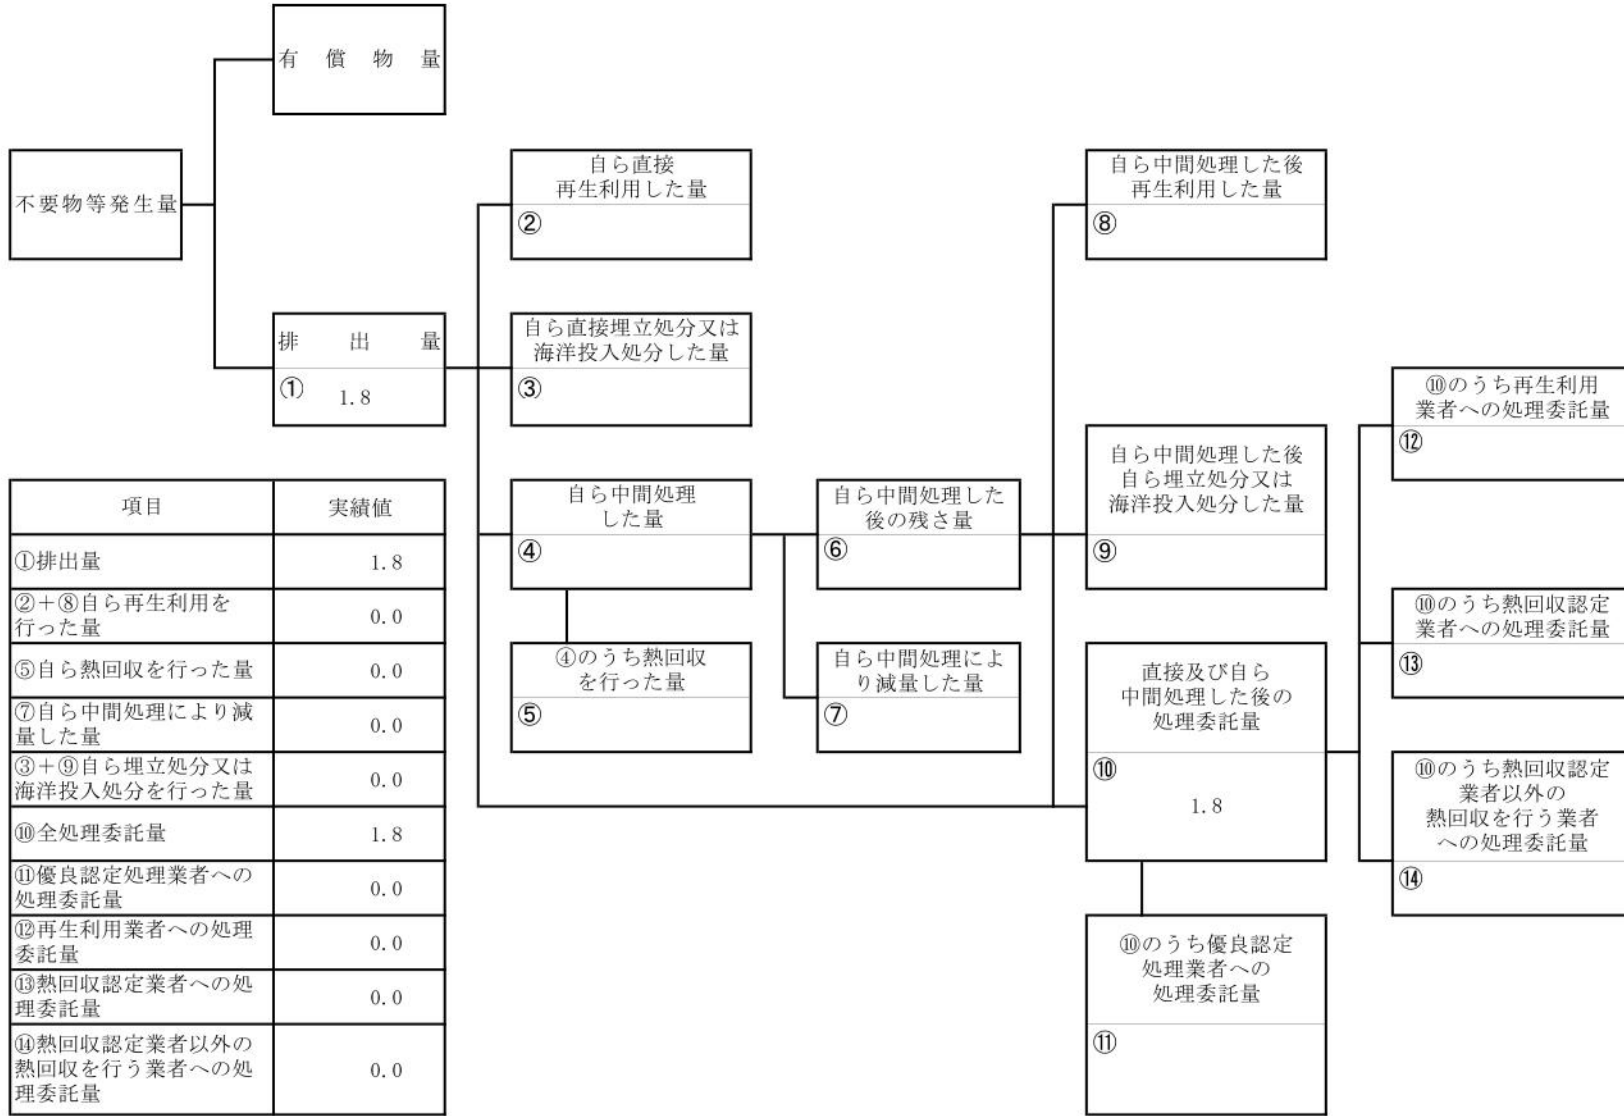 有償物量
不要物等発生量
排出量
①
1.8
自ら直接
再生利用した量
②
自ら直接埋立処分又は
海洋投入処分した量
③
自ら中間処理
した量
④
④のうち熱回収
を行った量
⑤
自ら中間処理した
後の残さ量
⑥
自ら中間処理によ
り減量した量
⑦
自ら中間処理した後
再生利用した量
⑧
自ら中間処理した後
自ら埋立処分又は
海洋投入処分した量
⑨
直接及び自ら
中間処理した後の
処理委託量
⑩
1.8
⑩のうち優良認定
処理業者への
処理委託量
⑪
⑩のうち再生利用
業者への処理委託量
⑫
⑩のうち熱回収認定
業者への処理委託量
⑬
⑩のうち熱回収認定
業者以外の
熱回収を行う業者
への処理委託量
⑭
項目 実績値
①排出量 1.8
②+⑧自ら再生利用を
行った量 0.0
⑤自ら熱回収を行った量 0.0
⑦自ら中間処理により減
量した量 0.0
③+⑨自ら埋立処分又は
海洋投入処分を行った量 0.0
⑩全処理委託量 1.8
⑪優良認定処理業者への
処理委託量 0.0
⑫再生利用業者への処理
委託量 0.0
⑬熱回収認定業者への処
理委託量 0.0
⑭熱回収認定業者以外の
熱回収を行う業者への処
理委託量 0.0